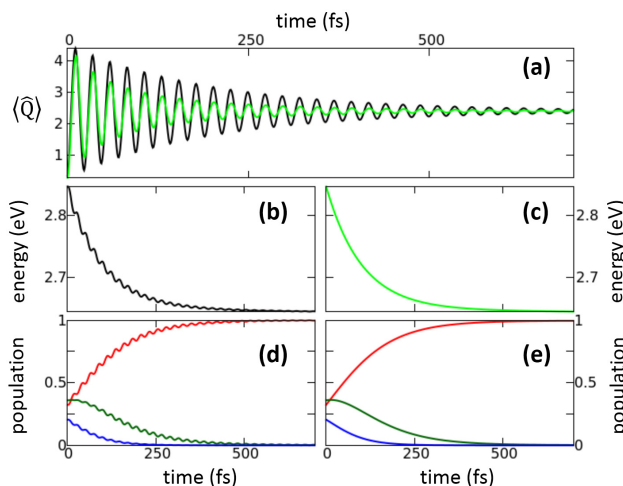 time (fs)
0 250 500
(a)
4
3
2
1
⟨Q̂⟩
(b) (c)
2.8 2.8
2.7 2.7
energy (eV) energy (eV)
(d) (e)
1 1
0.5 0.5
0 0
population population
0 250 500 0 250 500
time (fs) time (fs)